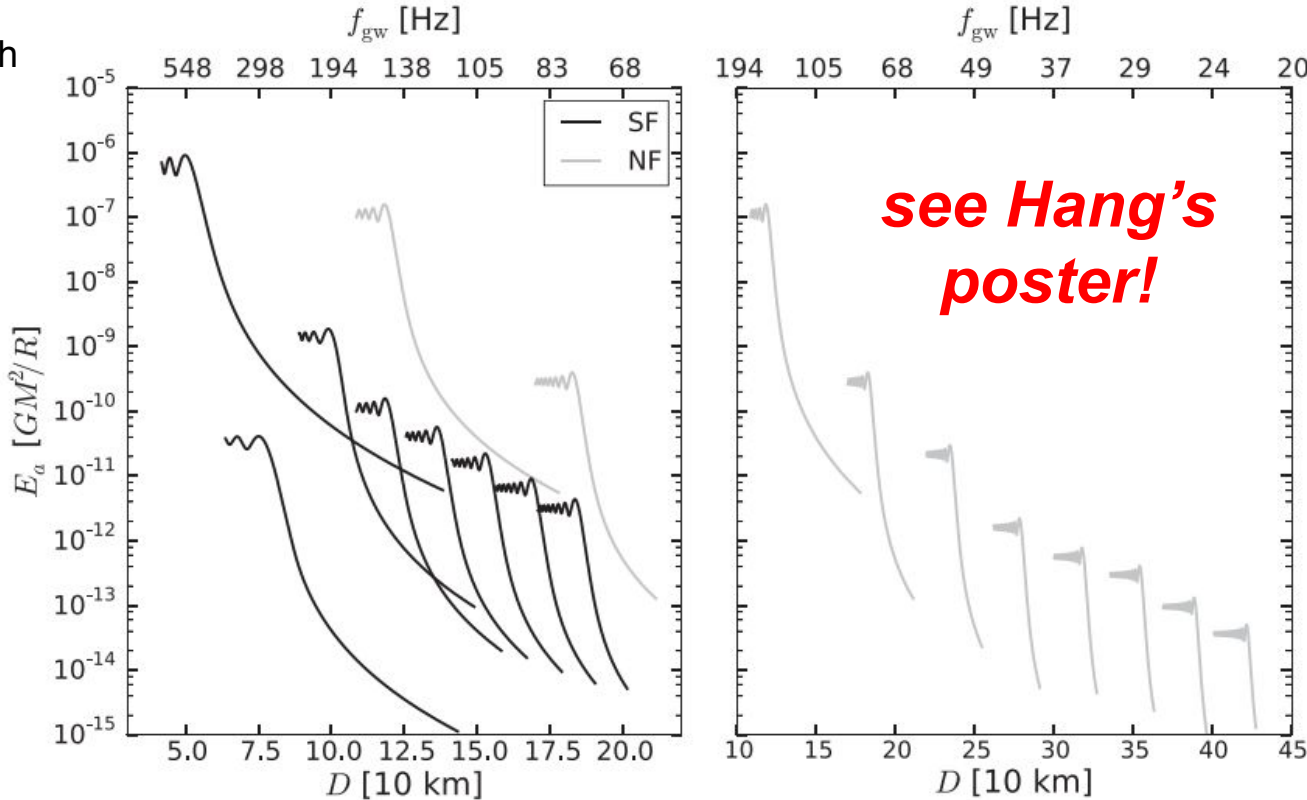 h
f_gw [Hz]
548 298 194 138 105 83 68
10^-5
10^-6
10^-7
10^-8
10^-9
10^-10
10^-11
10^-12
10^-13
10^-14
10^-15
E_a [GM^2/R]
SF
NF
5.0 7.5 10.0 12.5 15.0 17.5 20.0
D [10 km]
f_gw [Hz]
194 105 68 49 37 29 24 20
see Hang's
poster!
10 15 20 25 30 35 40 45
D [10 km]